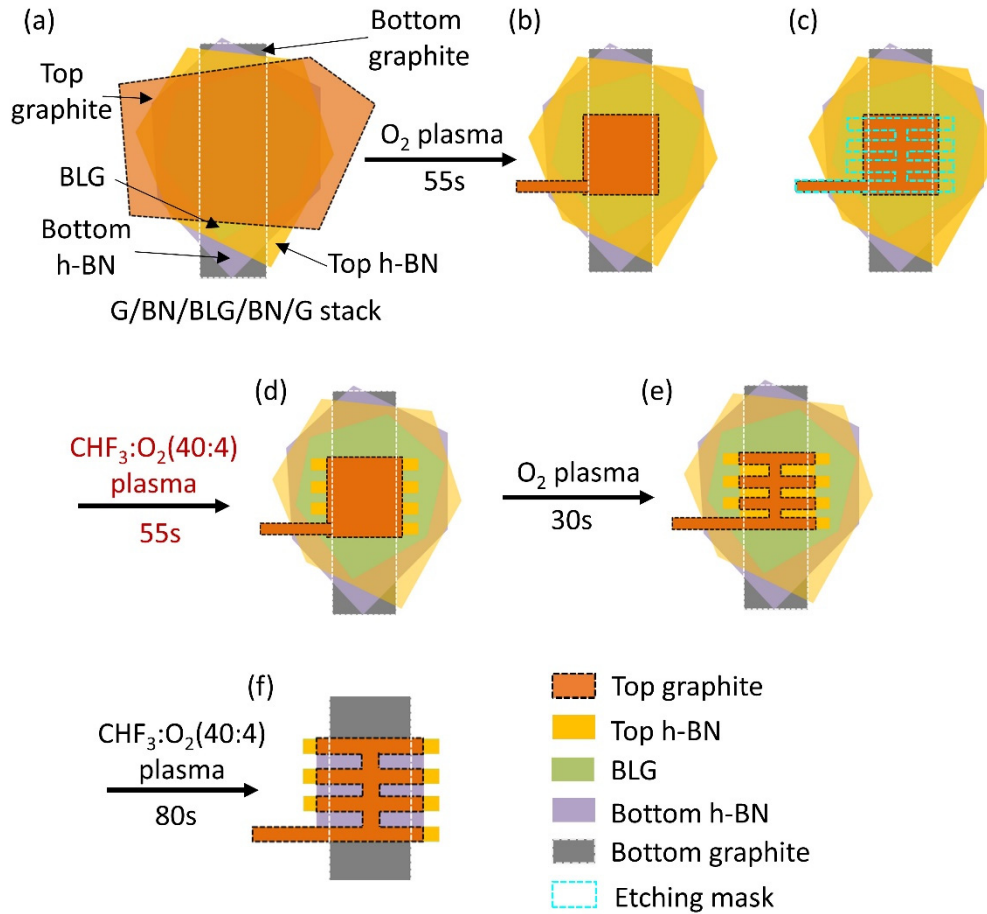 (a)
Bottom
graphite
Top
graphite
BLG
Bottom
h-BN
Top h-BN
G/BN/BLG/BN/G stack
O₂ plasma
55s
(b)
(c)
CHF₃:O₂(40:4)
plasma
55s
(d)
O₂ plasma
30s
(e)
CHF₃:O₂(40:4)
plasma
80s
(f)
Top graphite
Top h-BN
BLG
Bottom h-BN
Bottom graphite
Etching mask